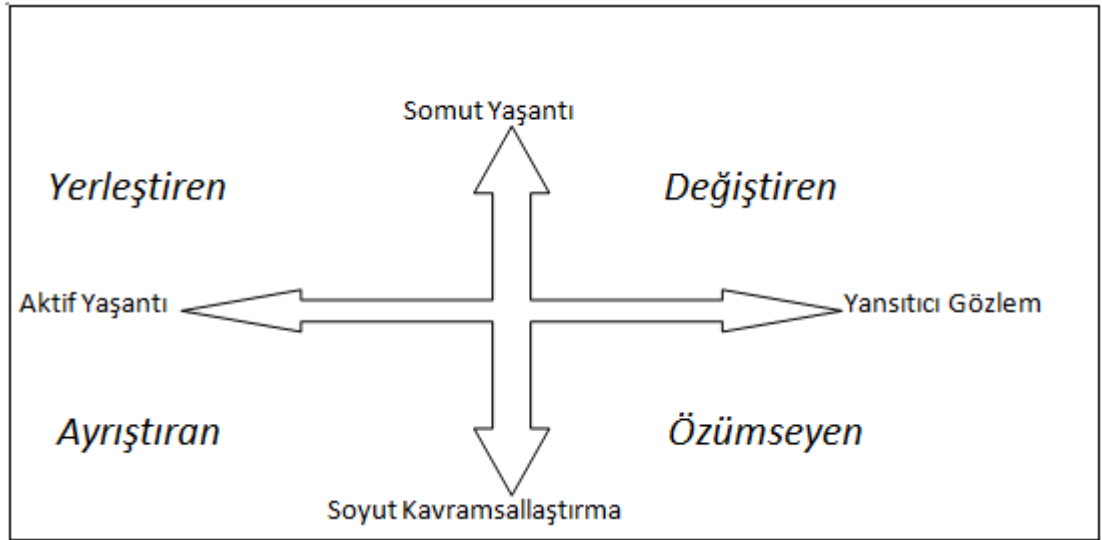 Somut Yaşantı
Yerleştiren
Değiştiren
Aktif Yaşantı
Yansıtıcı Gözlem
Ayrıştıran
Özümseyen
Soyut Kavramsallaştırma